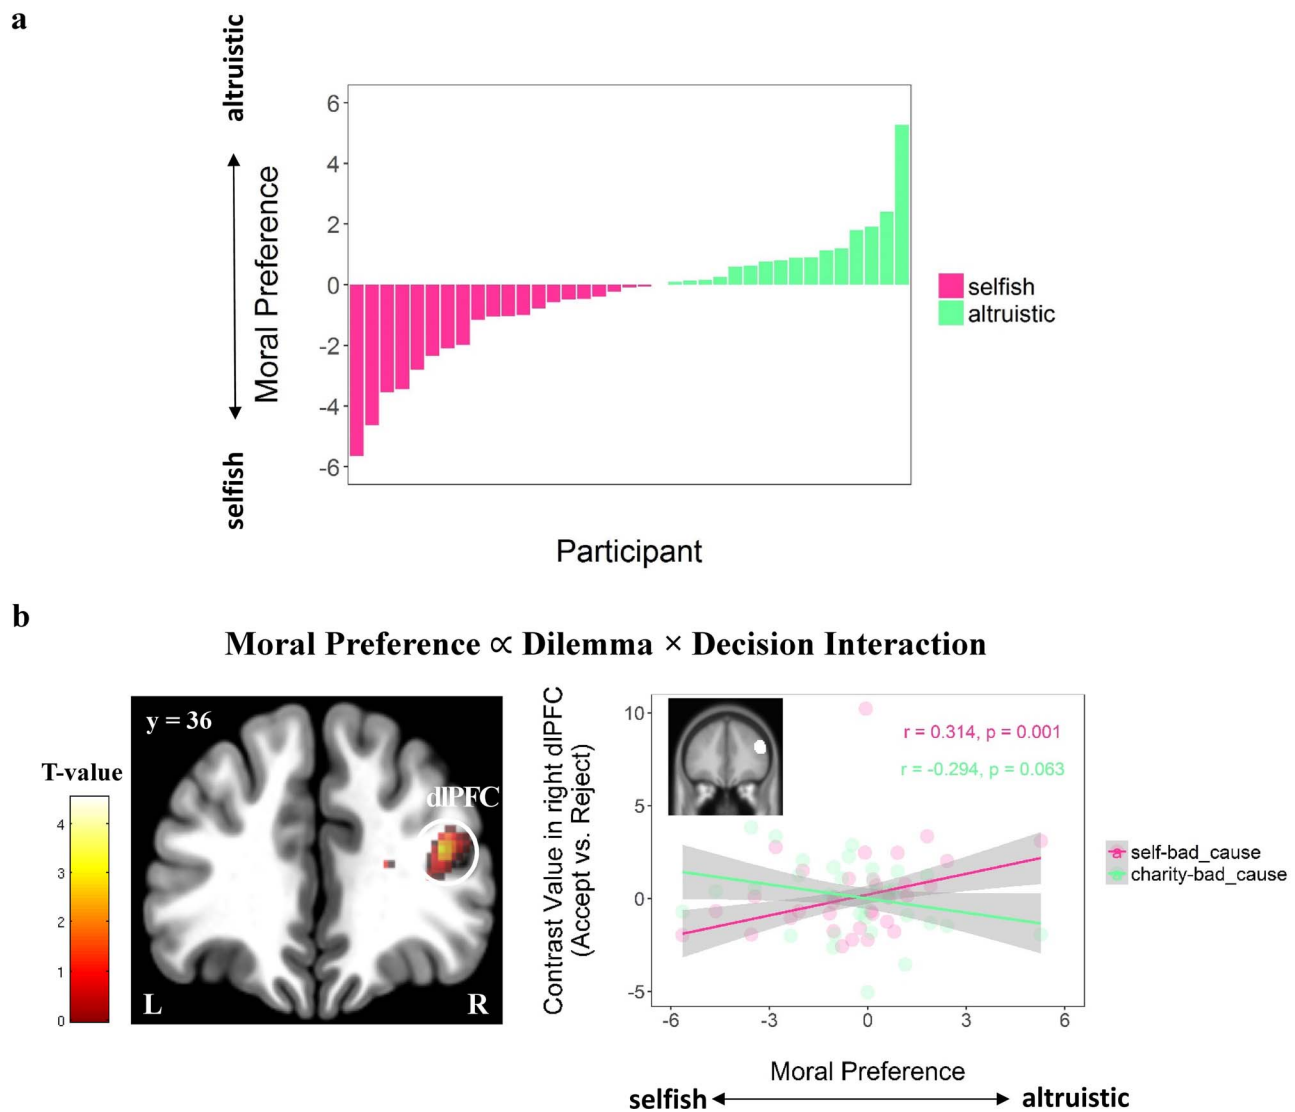 a
altruistic
selfish
Moral Preference
6
4
2
0
-2
-4
-6
Participant
selfish
altruistic
b
Moral Preference ∝ Dilemma × Decision Interaction
T-value
4
3
2
1
0
y = 36
dlPFC
L
R
Contrast Value in right dlPFC
(Accept vs. Reject)
10
5
0
-5
r = 0.314, p = 0.001
r = -0.294, p = 0.063
-6
-3
0
3
6
Moral Preference
selfish
altruistic
self-bad_cause
charity-bad_cause